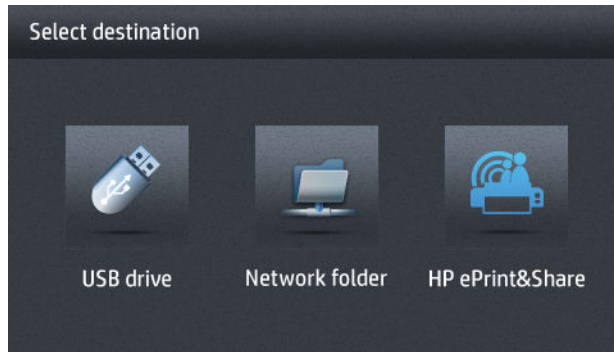 Select destination
USB drive
Network folder
HP ePrint&Share